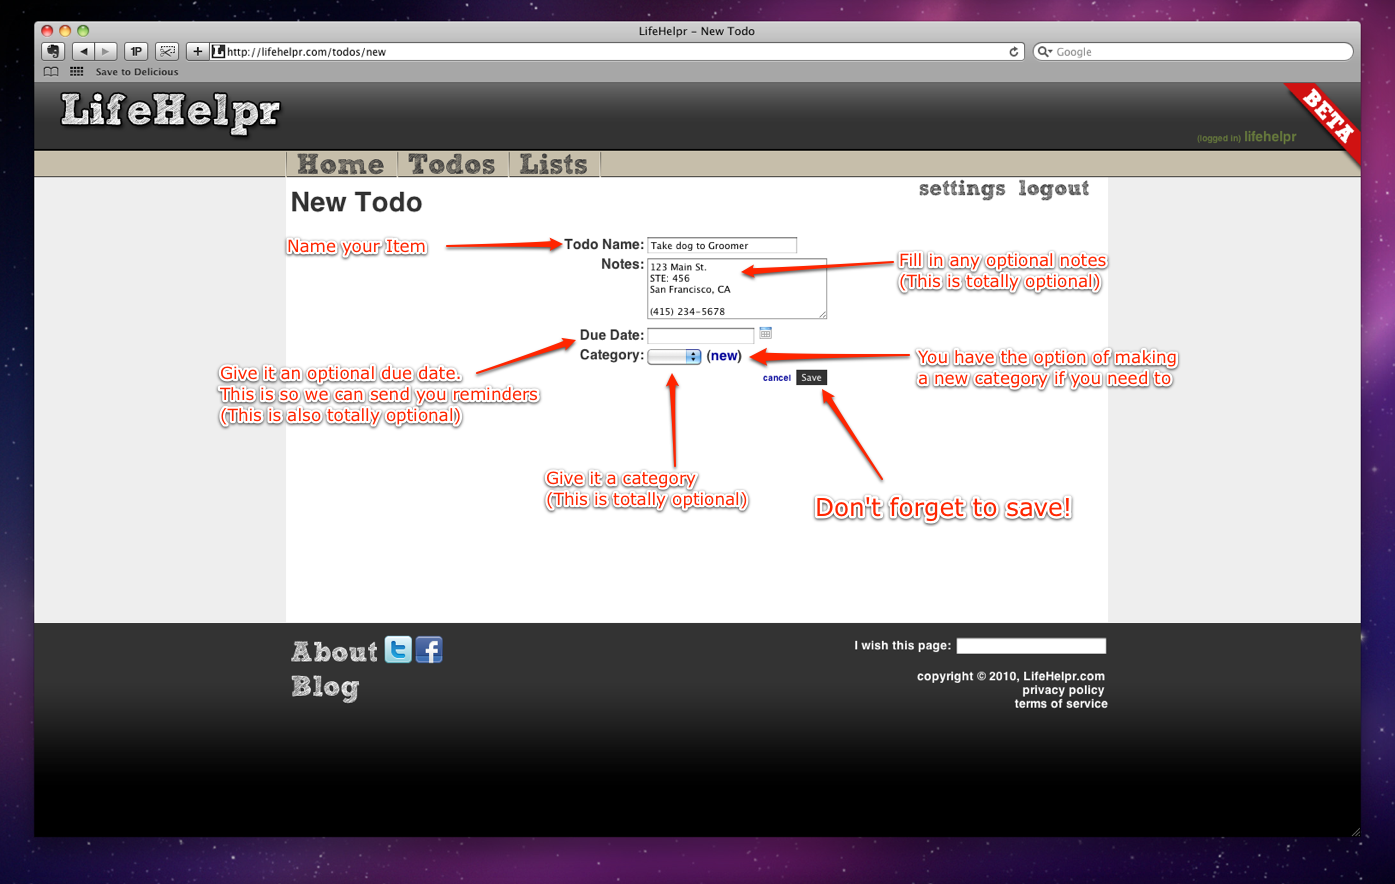 LifeHelpr – New Todo
1P
+
http://lifehelpr.com/todos/new
Google
Save to Delicious
LifeHelpr
BETA
(logged in) lifehelpr
Home Todos Lists
settings logout
New Todo
Name your Item
Todo Name: Take dog to Groomer
Notes:
123 Main St.
STE: 456
San Francisco, CA
(415) 234-5678
Fill in any optional notes
(This is totally optional)
Due Date:
Category: (new)
cancel Save
Give it an optional due date.
This is so we can send you reminders
(This is also totally optional)
You have the option of making
a new category if you need to
Give it a category
(This is totally optional)
Don't forget to save!
About
Blog
I wish this page:
copyright © 2010, LifeHelpr.com
privacy policy
terms of service